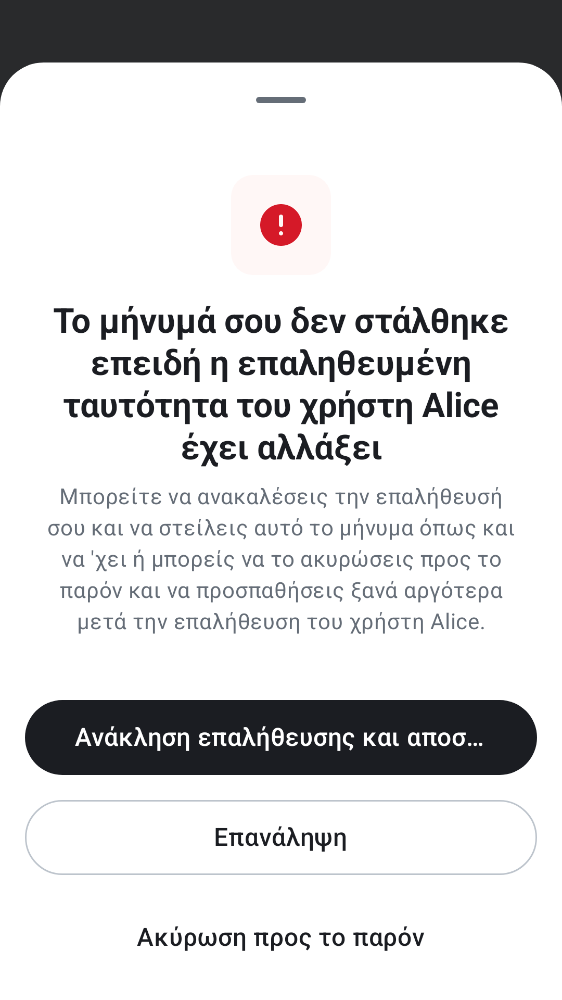 Το μήνυμά σου δεν στάλθηκε
επειδή η επαληθευμένη
ταυτότητα του χρήστη Alice
έχει αλλάξει
Μπορείτε να ανακαλέσεις την επαλήθευσή
σου και να στείλεις αυτό το μήνυμα όπως και
να 'χει ή μπορείς να το ακυρώσεις προς το
παρόν και να προσπαθήσεις ξανά αργότερα
μετά την επαλήθευση του χρήστη Alice.
Ανάκληση επαλήθευσης και αποσ…
Επανάληψη
Ακύρωση προς το παρόν